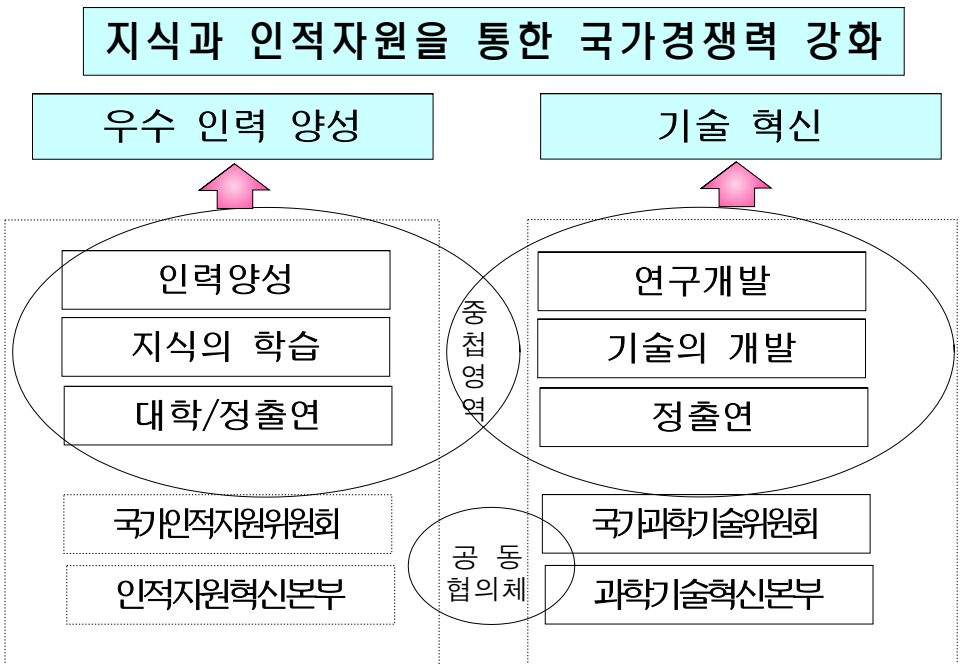 지식과 인적자원을 통한 국가경쟁력 강화
우수 인력 양성
기술 혁신
인력양성
지식의 학습
대학/정출연
중
첩
영
역
연구개발
기술의 개발
정출연
국가인적자원위원회
인적자원혁신본부
공 동
협의체
국가과학기술위원회
과학기술혁신본부